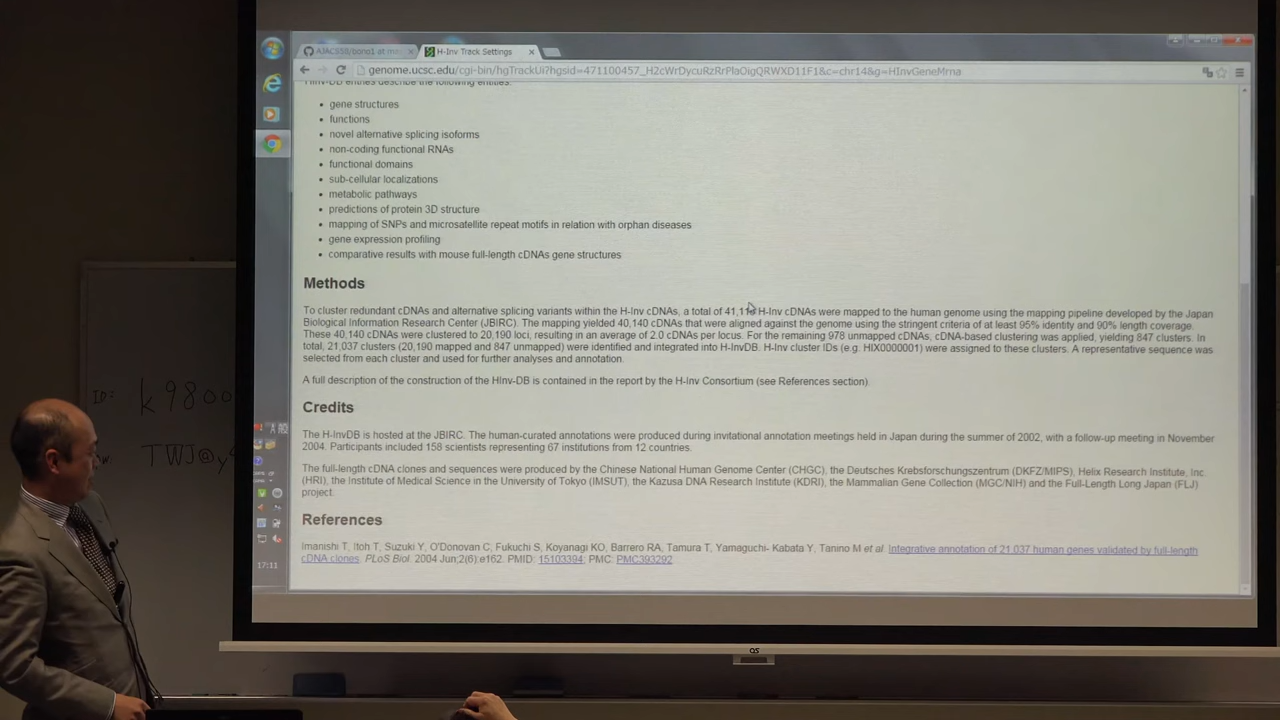 AJACS58/bono1 at ma
H-Inv Track Settings
genome.ucsc.edu/cgi-bin/hgTrackUi?hgsid=471100457_H2cWrDycuRzRrPlaOigQRWXD11F1&c=chr14&g=HInvGeneMrna
HInv-DB entries describe the following entities:
• gene structures
• functions
• novel alternative splicing isoforms
• non-coding functional RNAs
• functional domains
• sub-cellular localizations
• metabolic pathways
• predictions of protein 3D structure
• mapping of SNPs and microsatellite repeat motifs in relation with orphan diseases
• gene expression profiling
• comparative results with mouse full-length cDNAs gene structures
Methods
To cluster redundant cDNAs and alternative splicing variants within the H-Inv cDNAs, a total of 41,118 H-Inv cDNAs were mapped to the human genome using the mapping pipeline developed by the Japan
Biological Information Research Center (JBIRC). The mapping yielded 40,140 cDNAs that were aligned against the genome using the stringent criteria of at least 95% identity and 90% length coverage.
These 40,140 cDNAs were clustered to 20,190 loci, resulting in an average of 2.0 cDNAs per locus. For the remaining 978 unmapped cDNAs, cDNA-based clustering was applied, yielding 847 clusters. In
total, 21,037 clusters (20,190 mapped and 847 unmapped) were identified and integrated into H-InvDB. H-Inv cluster IDs (e.g. HIX0000001) were assigned to these clusters. A representative sequence was
selected from each cluster and used for further analyses and annotation.
A full description of the construction of the HInv-DB is contained in the report by the H-Inv Consortium (see References section).
Credits
The H-InvDB is hosted at the JBIRC. The human-curated annotations were produced during invitational annotation meetings held in Japan during the summer of 2002, with a follow-up meeting in November
2004. Participants included 158 scientists representing 67 institutions from 12 countries.
The full-length cDNA clones and sequences were produced by the Chinese National Human Genome Center (CHGC), the Deutsches Krebsforschungszentrum (DKFZ/MIPS), Helix Research Institute, Inc.
(HRI), the Institute of Medical Science in the University of Tokyo (IMSUT), the Kazusa DNA Research Institute (KDRI), the Mammalian Gene Collection (MGC/NIH) and the Full-Length Long Japan (FLJ)
project.
References
Imanishi T, Itoh T, Suzuki Y, O'Donovan C, Fukuchi S, Koyanagi KO, Barrero RA, Tamura T, Yamaguchi- Kabata Y, Tanino M et al. Integrative annotation of 21,037 human genes validated by full-length
cDNA clones. PLoS Biol. 2004 Jun;2(6):e162. PMID: 15103394; PMC: PMC393292
17:11
ID: k9800
TWJ@y
OS